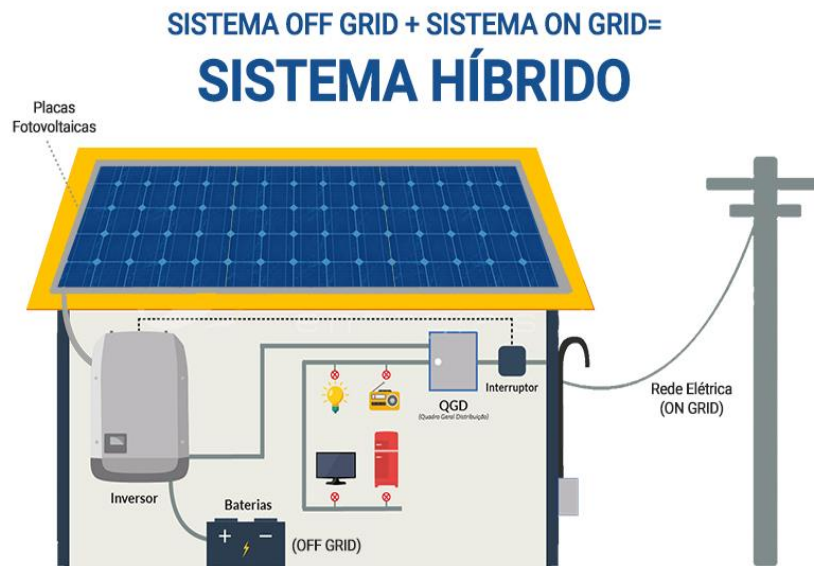 SISTEMA OFF GRID + SISTEMA ON GRID=
SISTEMA HÍBRIDO
Placas
Fotovoltaicas
QGD
(Quadro Geral Distribuição)
Interruptor
Rede Elétrica
(ON GRID)
Inversor
Baterias
(OFF GRID)
+ −